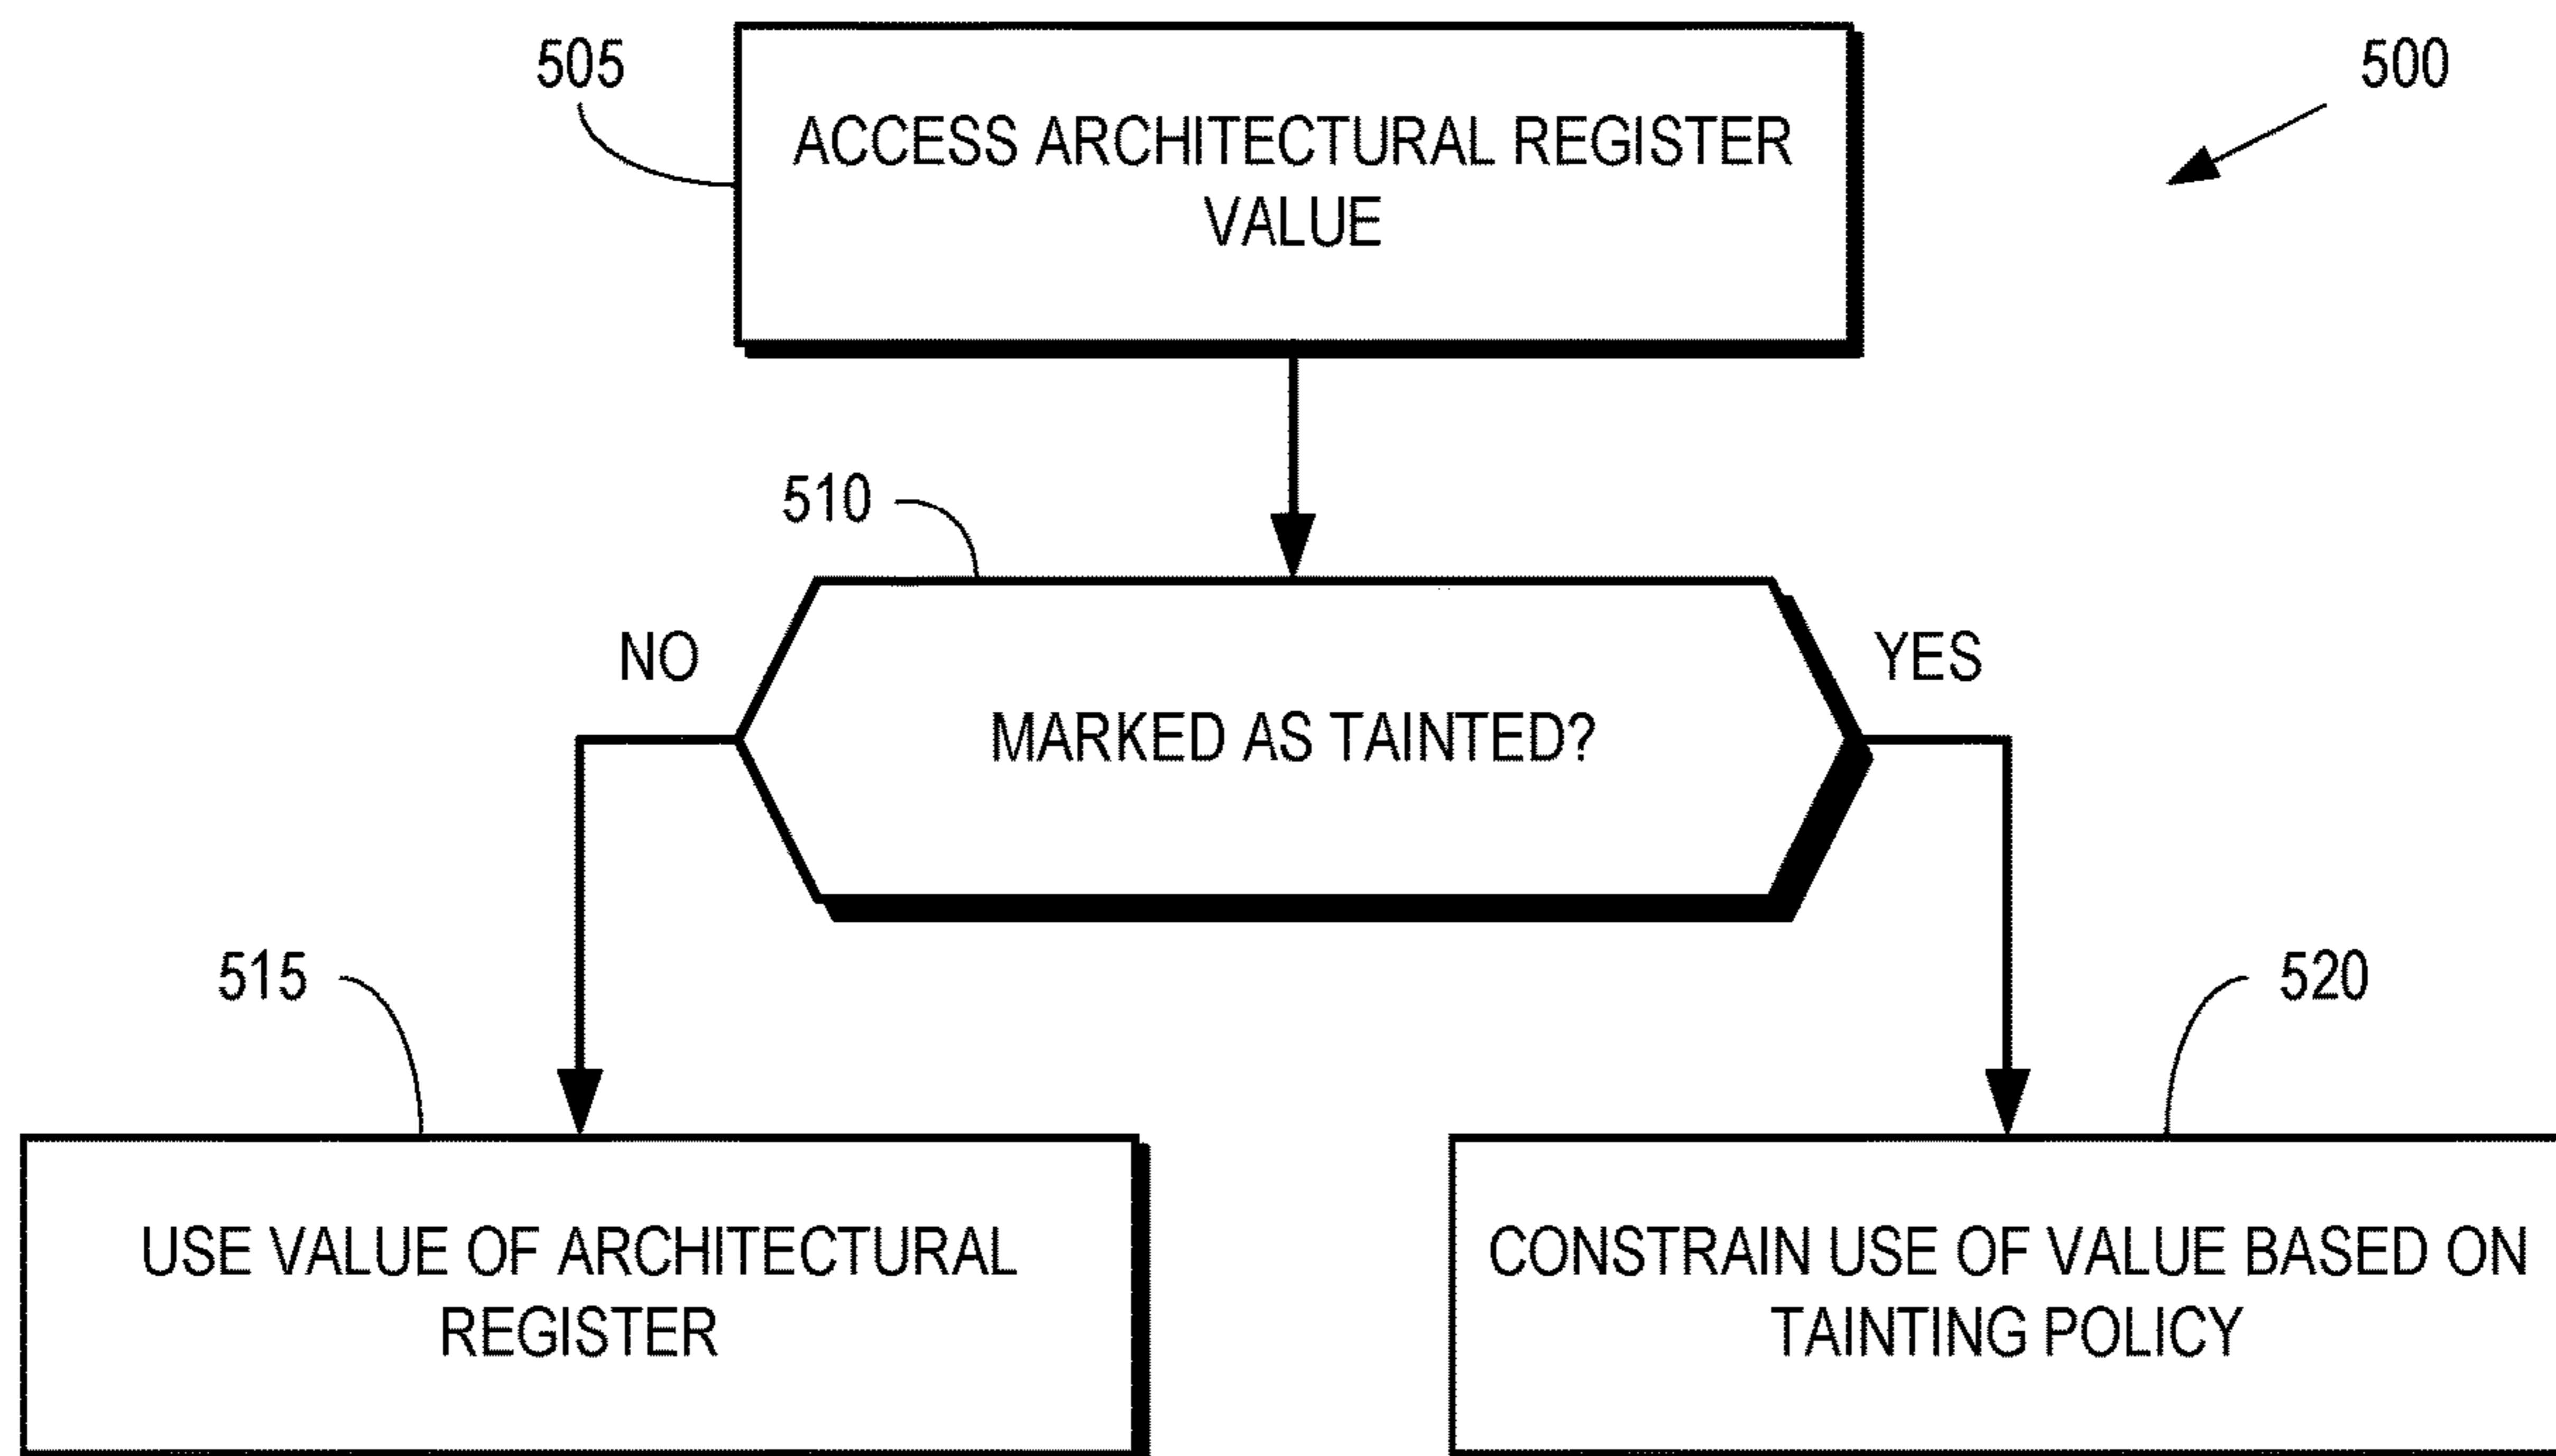 505
500
ACCESS ARCHITECTURAL REGISTER
VALUE
510
NO
YES
MARKED AS TAINTED?
515
520
USE VALUE OF ARCHITECTURAL
REGISTER
CONSTRAIN USE OF VALUE BASED ON
TAINTING POLICY